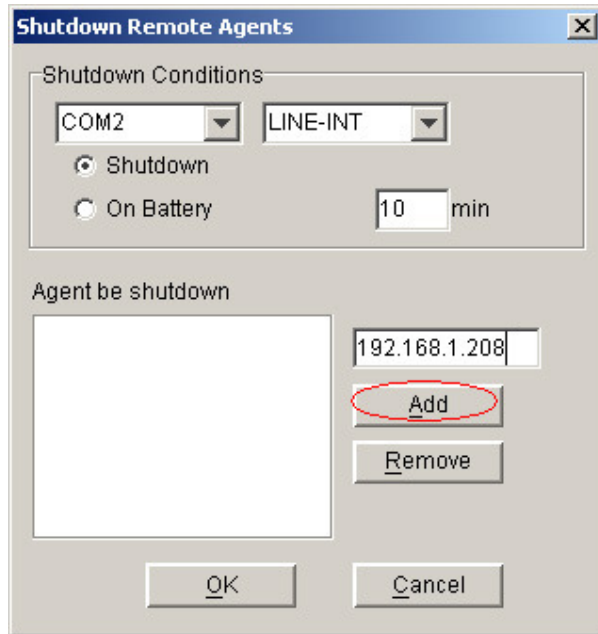 Shutdown Remote Agents
Shutdown Conditions
COM2 LINE-INT
Shutdown
On Battery 10 min
Agent be shutdown
192.168.1.208
Add
Remove
OK Cancel